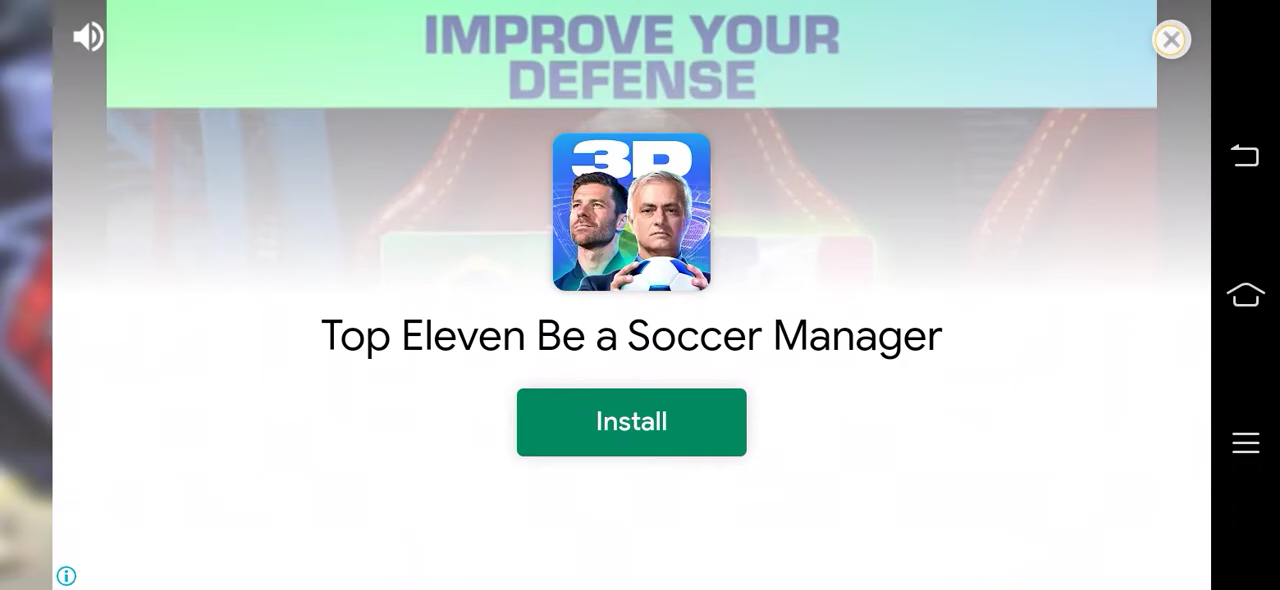 IMPROVE YOUR
DEFENSE
3D
Top Eleven Be a Soccer Manager
Install